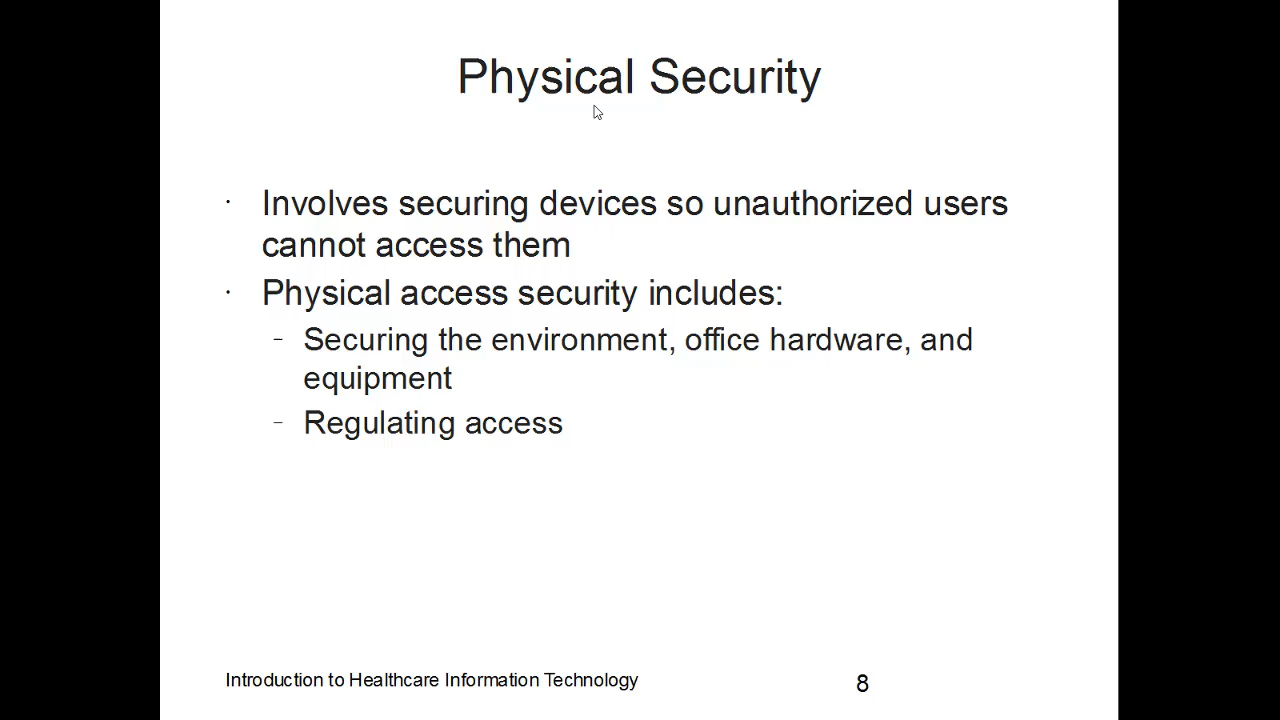 Physical Security
· Involves securing devices so unauthorized users
cannot access them
· Physical access security includes:
– Securing the environment, office hardware, and
equipment
– Regulating access
Introduction to Healthcare Information Technology
8